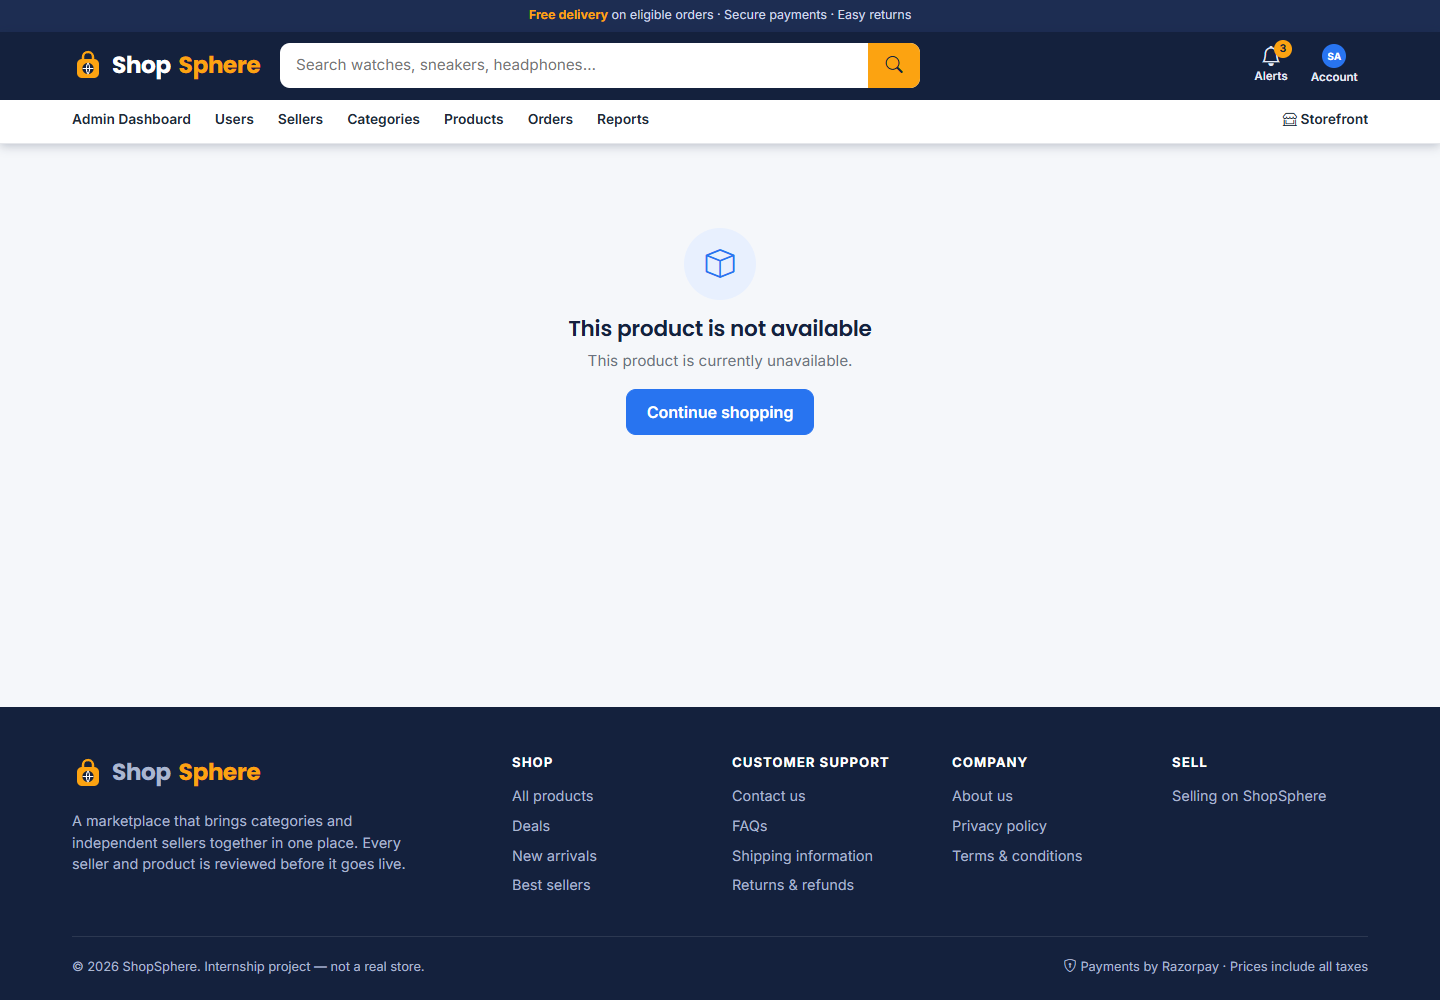 Free delivery on eligible orders · Secure payments · Easy returns
Shop Sphere
Search watches, sneakers, headphones...
3
Alerts
SA
Account
Admin Dashboard
Users
Sellers
Categories
Products
Orders
Reports
Storefront
This product is not available
This product is currently unavailable.
Continue shopping
Shop Sphere
A marketplace that brings categories and
independent sellers together in one place. Every
seller and product is reviewed before it goes live.
SHOP
All products
Deals
New arrivals
Best sellers
CUSTOMER SUPPORT
Contact us
FAQs
Shipping information
Returns & refunds
COMPANY
About us
Privacy policy
Terms & conditions
SELL
Selling on ShopSphere
© 2026 ShopSphere. Internship project — not a real store.
Payments by Razorpay · Prices include all taxes